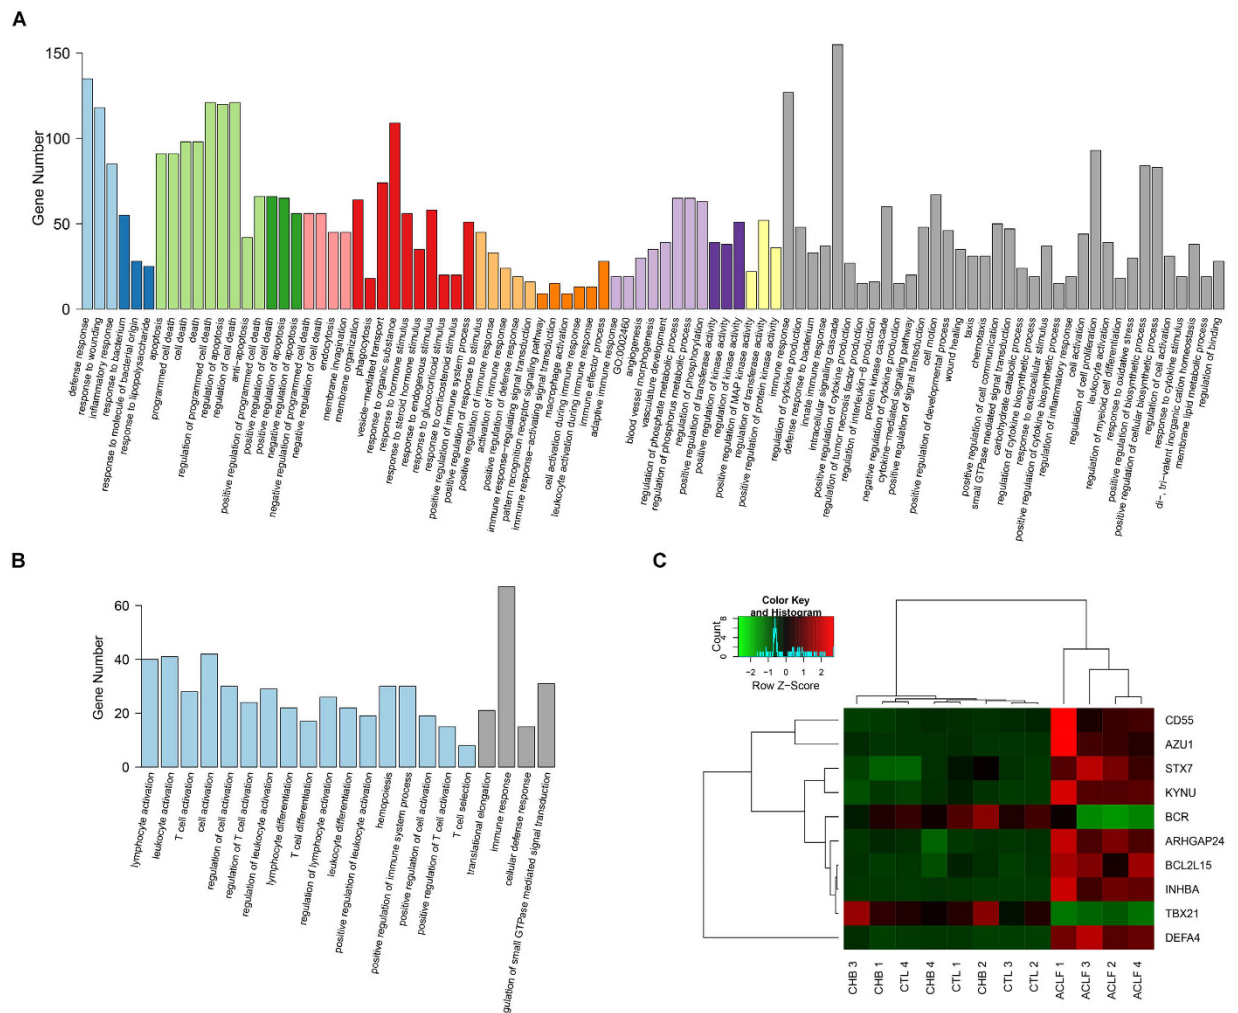 A
Gene Number
150
100
50
0
defense response
response to wounding
inflammatory response
response to bacterium
response to molecule of bacterial origin
response to lipopolysaccharide
apoptosis
programmed cell death
cell death
death
regulation of programmed cell death
regulation of apoptosis
regulation of cell death
anti−apoptosis
positive regulation of programmed cell death
positive regulation of cell death
positive regulation of apoptosis
negative regulation of apoptosis
negative regulation of programmed cell death
negative regulation of cell death
endocytosis
membrane invagination
membrane organization
phagocytosis
vesicle−mediated transport
response to organic substance
response to hormone stimulus
response to steroid hormone stimulus
response to endogenous stimulus
response to glucocorticoid stimulus
response to corticosteroid stimulus
positive regulation of immune system process
positive regulation of response to stimulus
positive regulation of immune response
activation of immune response
positive regulation of defense response
immune response−regulating signal transduction
pattern recognition receptor signaling pathway
immune response−activating signal transduction
macrophage activation
cell activation during immune response
leukocyte activation during immune response
immune effector process
adaptive immune response
GO:0002460
angiogenesis
blood vessel morphogenesis
vasculature development
regulation of phosphate metabolic process
regulation of phosphorus metabolic process
regulation of phosphorylation
positive regulation of transferase activity
positive regulation of kinase activity
regulation of kinase activity
positive regulation of MAP kinase activity
regulation of transferase activity
positive regulation of protein kinase activity
immune response
regulation of cytokine production
defense response to bacterium
innate immune response
intracellular signaling cascade
positive regulation of cytokine production
regulation of tumor necrosis factor production
regulation of interleukin−6 production
protein kinase cascade
negative regulation of cytokine production
cytokine−mediated signaling pathway
positive regulation of signal transduction
cell motion
positive regulation of developmental process
wound healing
taxis
chemotaxis
positive regulation of cell communication
small GTPase mediated signal transduction
carbohydrate catabolic process
regulation of cytokine biosynthetic process
response to extracellular stimulus
positive regulation of cytokine biosynthetic process
regulation of inflammatory response
cell activation
regulation of cell proliferation
leukocyte activation
regulation of myeloid cell differentiation
response to oxidative stress
positive regulation of biosynthetic process
positive regulation of cellular biosynthetic process
regulation of cell activation
response to cytokine stimulus
di−, tri−valent inorganic cation homeostasis
membrane lipid metabolic process
regulation of binding
B
Gene Number
60
40
20
0
lymphocyte activation
leukocyte activation
T cell activation
cell activation
regulation of cell activation
regulation of T cell activation
regulation of leukocyte activation
lymphocyte differentiation
T cell differentiation
regulation of lymphocyte activation
leukocyte differentiation
positive regulation of leukocyte activation
hemopoiesis
positive regulation of immune system process
positive regulation of cell activation
positive regulation of T cell activation
T cell selection
translational elongation
immune response
cellular defense response
gulation of small GTPase mediated signal transduction
C
Color Key
and Histogram
Count
0 4 8
−2 −1 0 1 2
Row Z−Score
CD55
AZU1
STX7
KYNU
BCR
ARHGAP24
BCL2L15
INHBA
TBX21
DEFA4
CHB 3
CHB 1
CTL 4
CHB 4
CTL 1
CHB 2
CTL 3
CTL 2
ACLF 1
ACLF 3
ACLF 2
ACLF 4